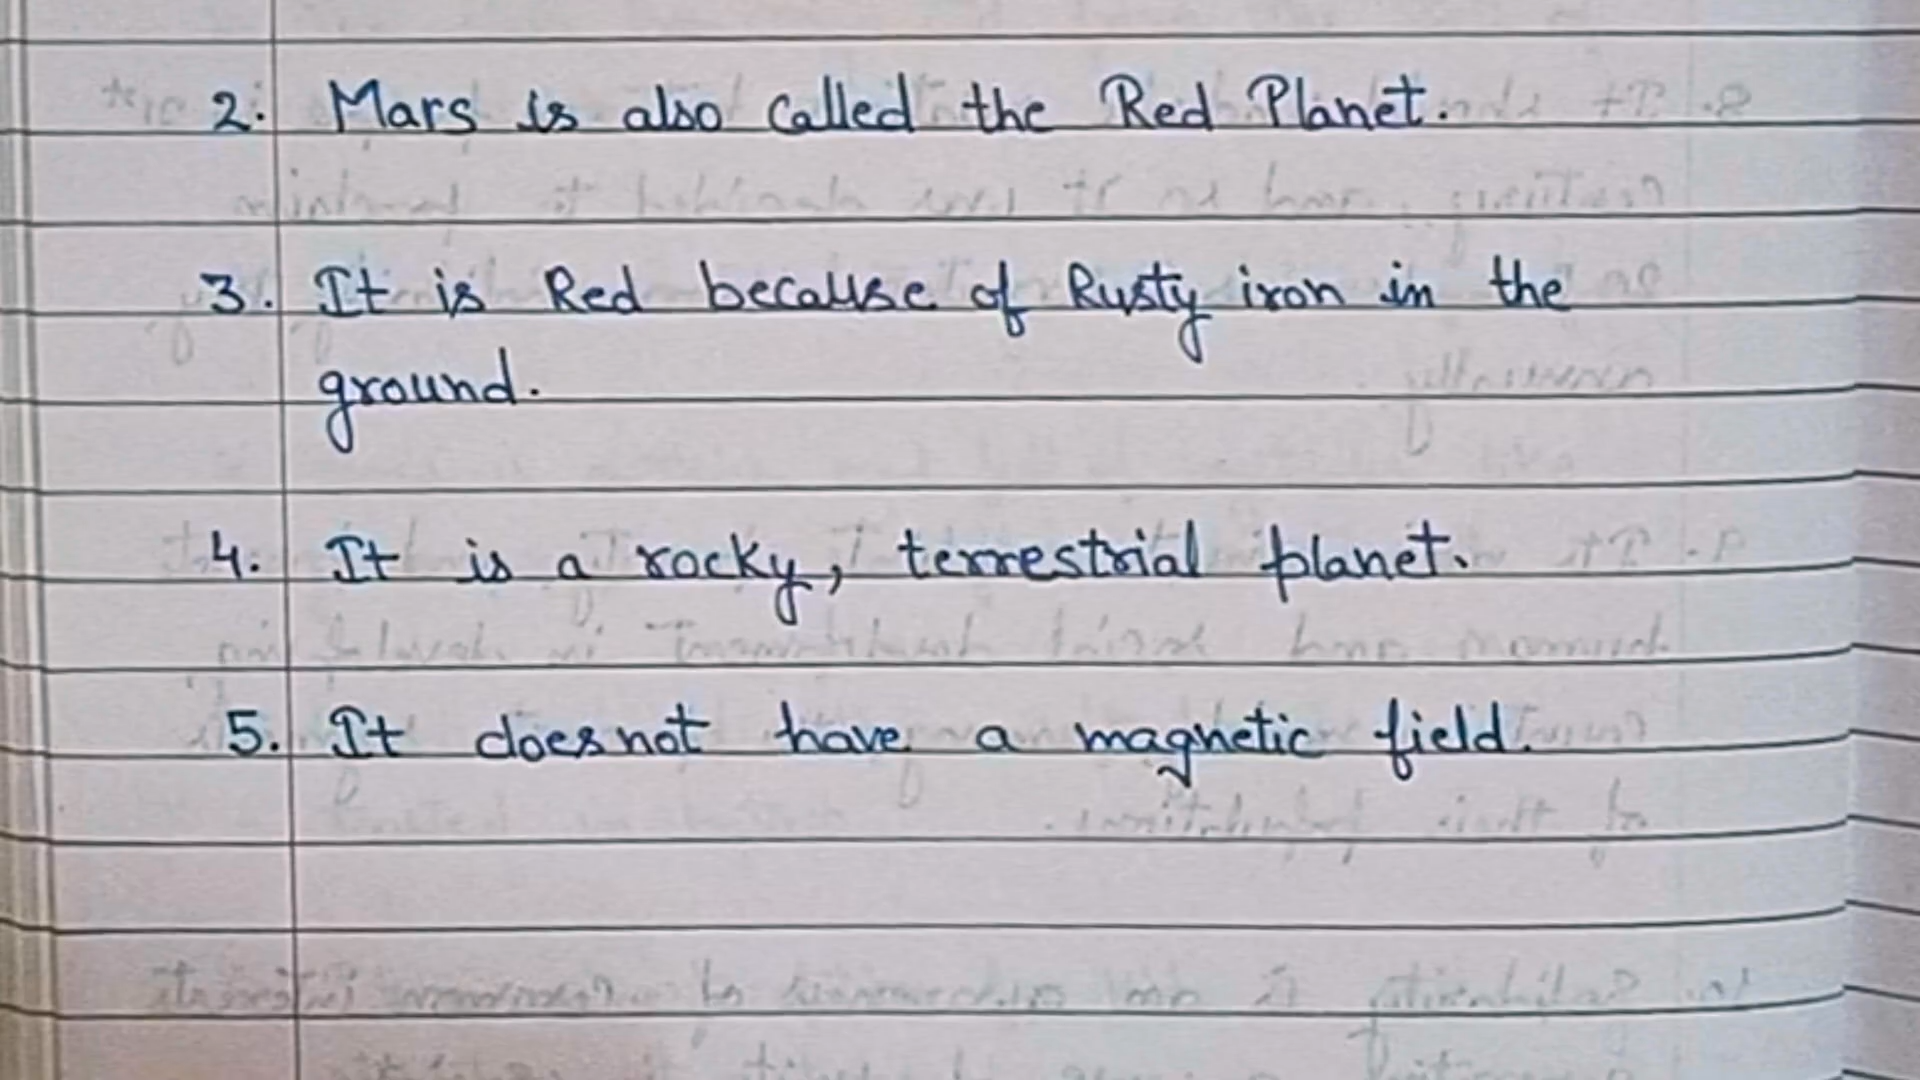 2. Mars is also called the Red Planet.
3. It is Red because of Rusty iron in the
ground.
4. It is a rocky, terrestrial planet.
5. It does not have a magnetic field.